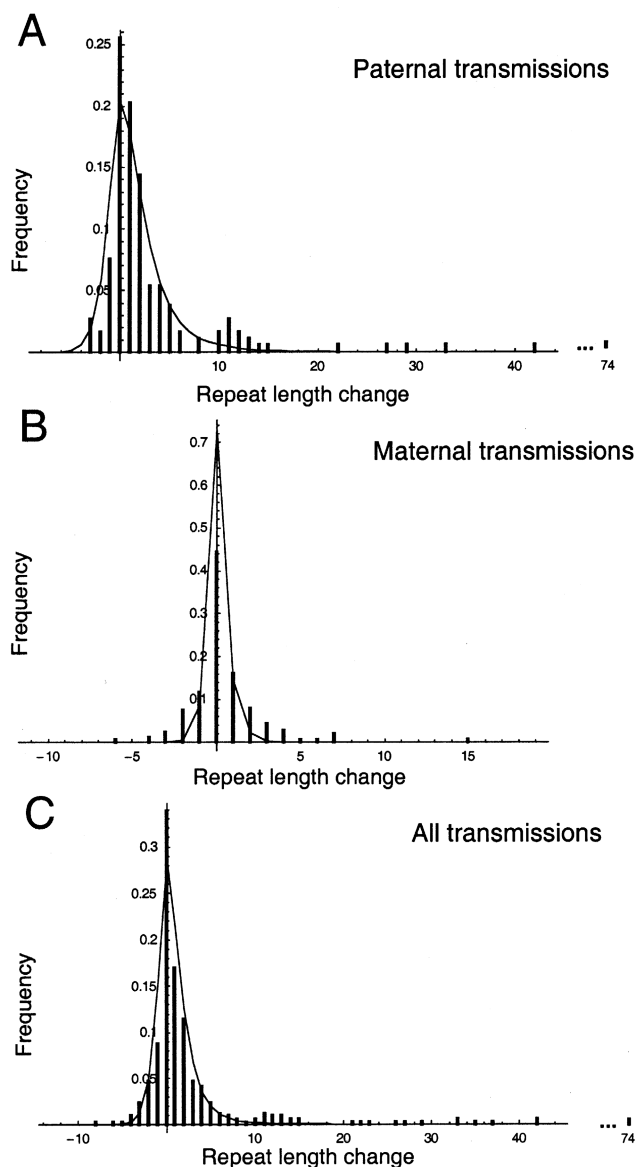 A
Paternal transmissions
Frequency
0.25
0.2
0.15
0.1
0.05
10
20
30
40
... 74
Repeat length change
B
Maternal transmissions
Frequency
0.7
0.6
0.5
0.4
0.3
0.2
0.1
−10
−5
5
10
15
Repeat length change
C
All transmissions
Frequency
0.3
0.25
0.2
0.15
0.1
0.05
−10
10
20
30
40
... 74
Repeat length change